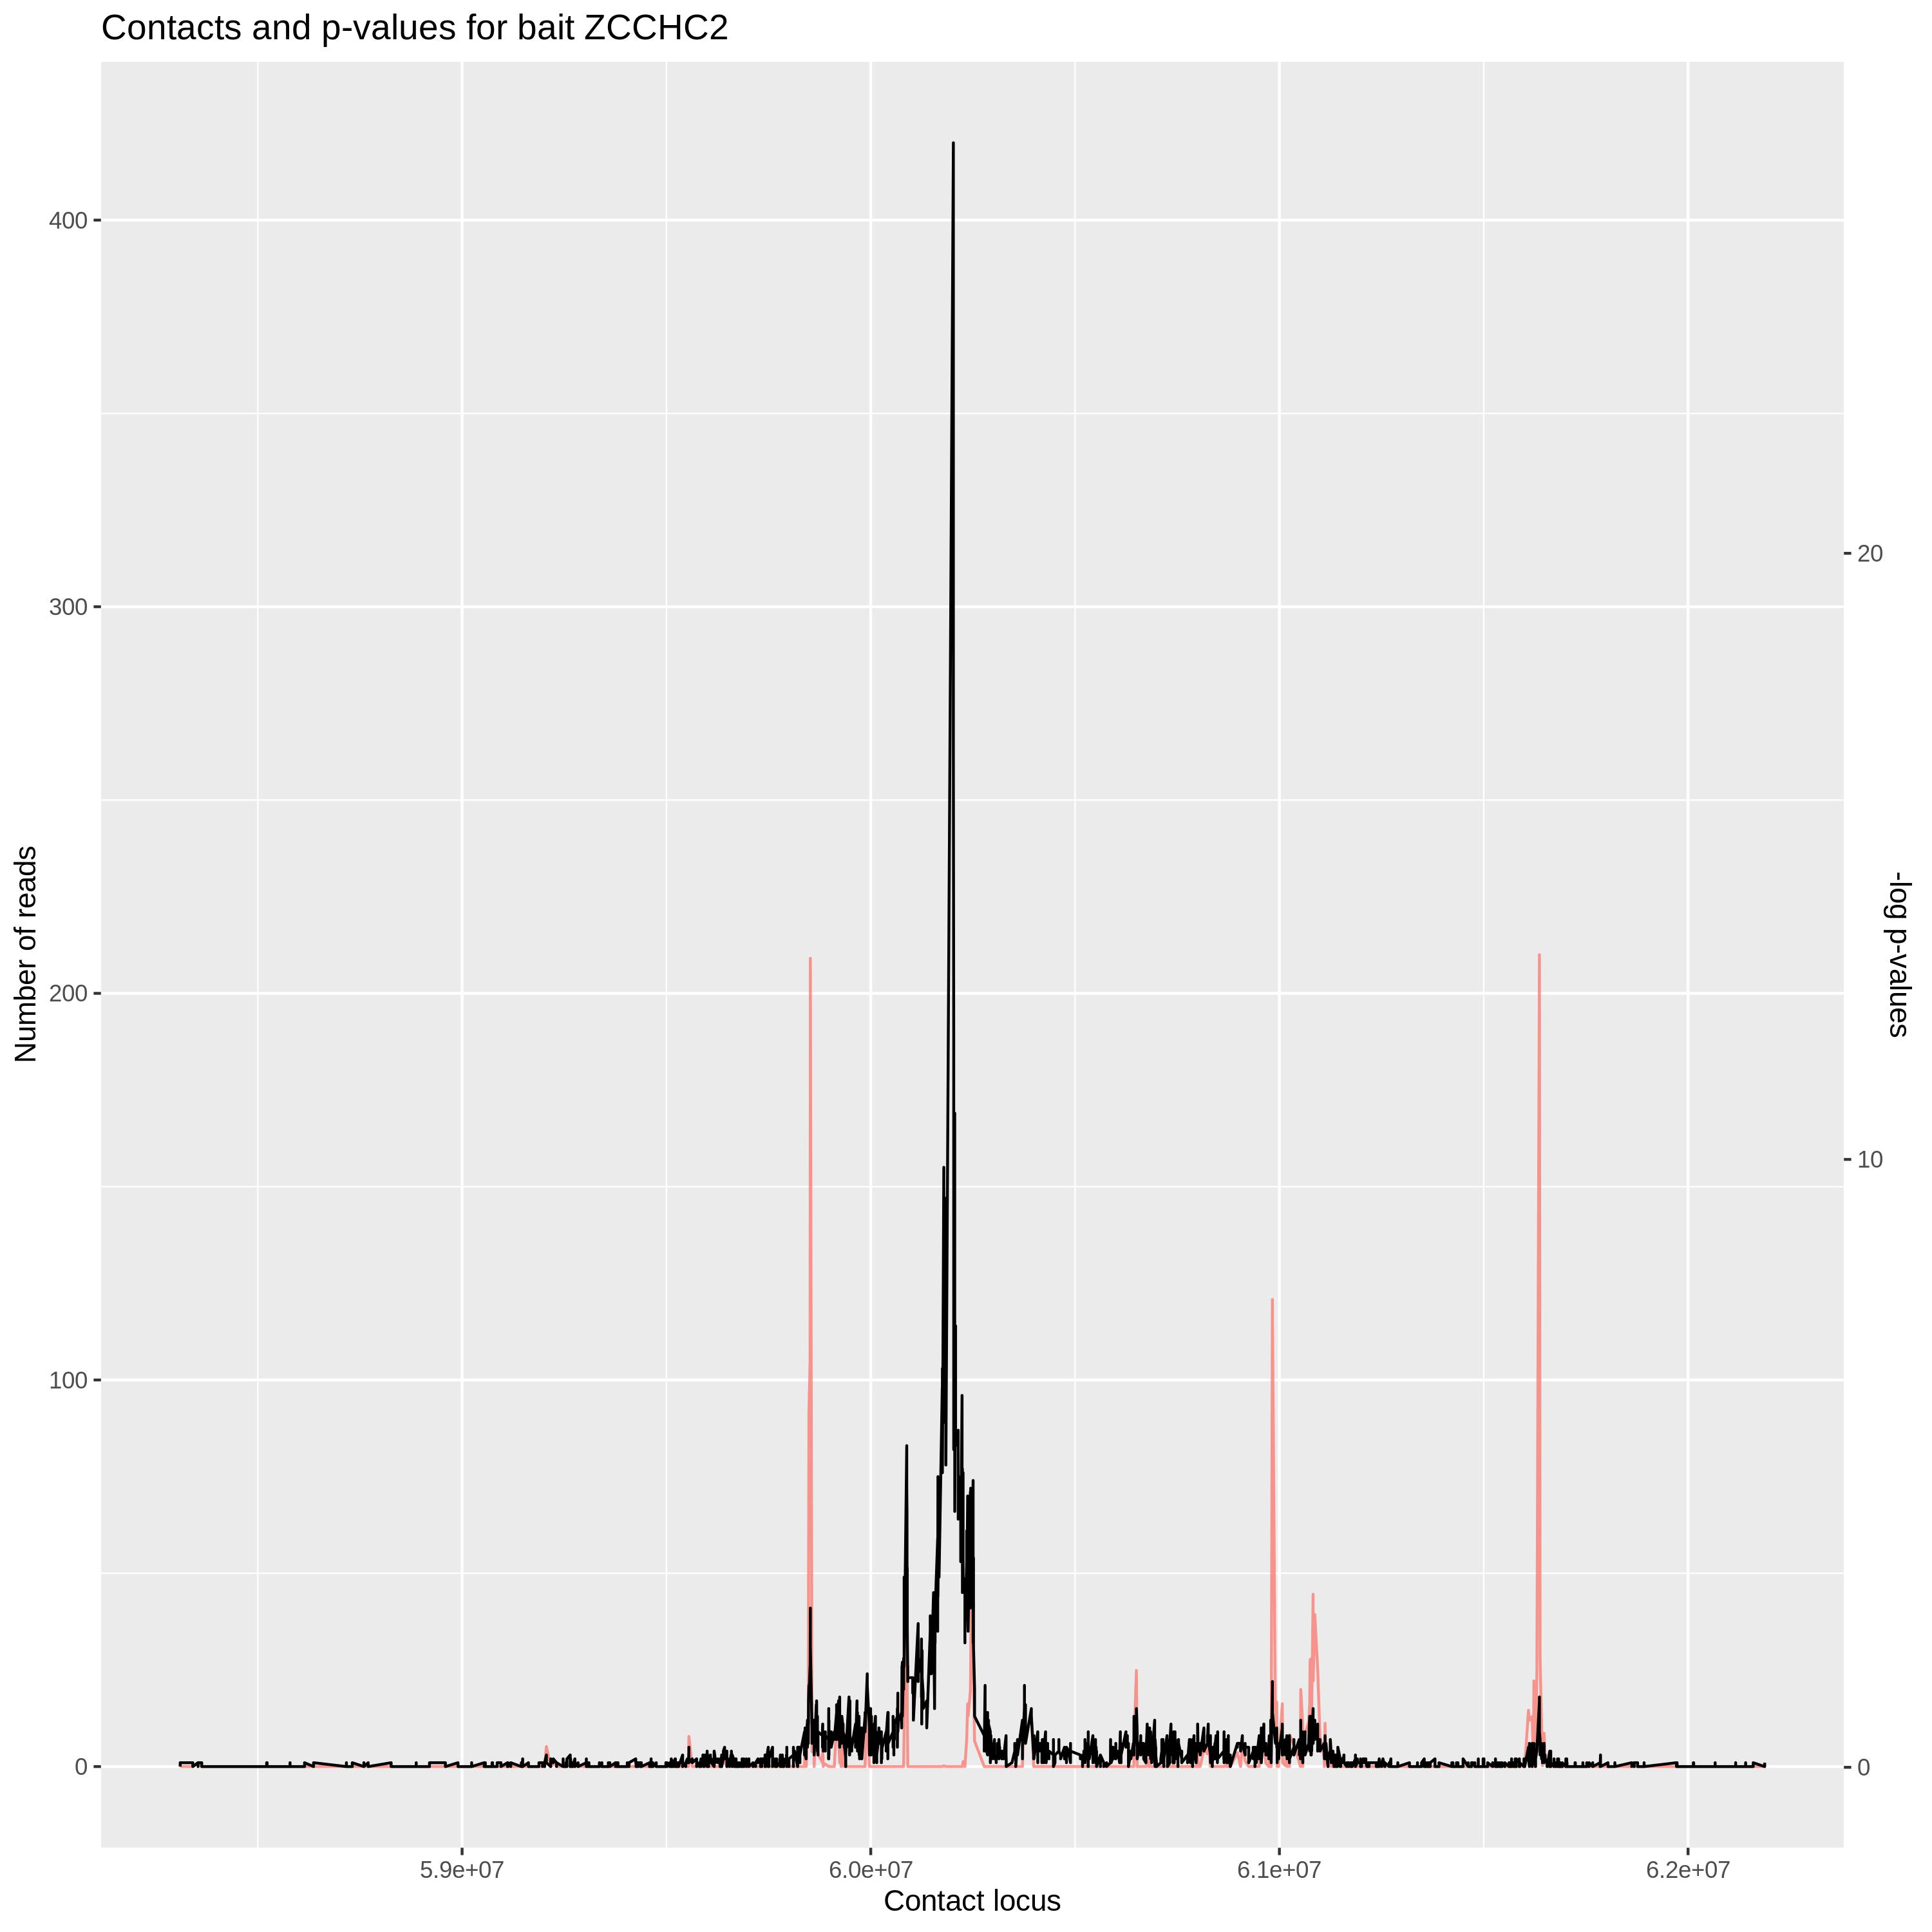 Contacts and p-values for bait ZCCHC2
400
300
200
100
0
Number of reads
20
10
0
-log p-values
5.9e+07
6.0e+07
6.1e+07
6.2e+07
Contact locus